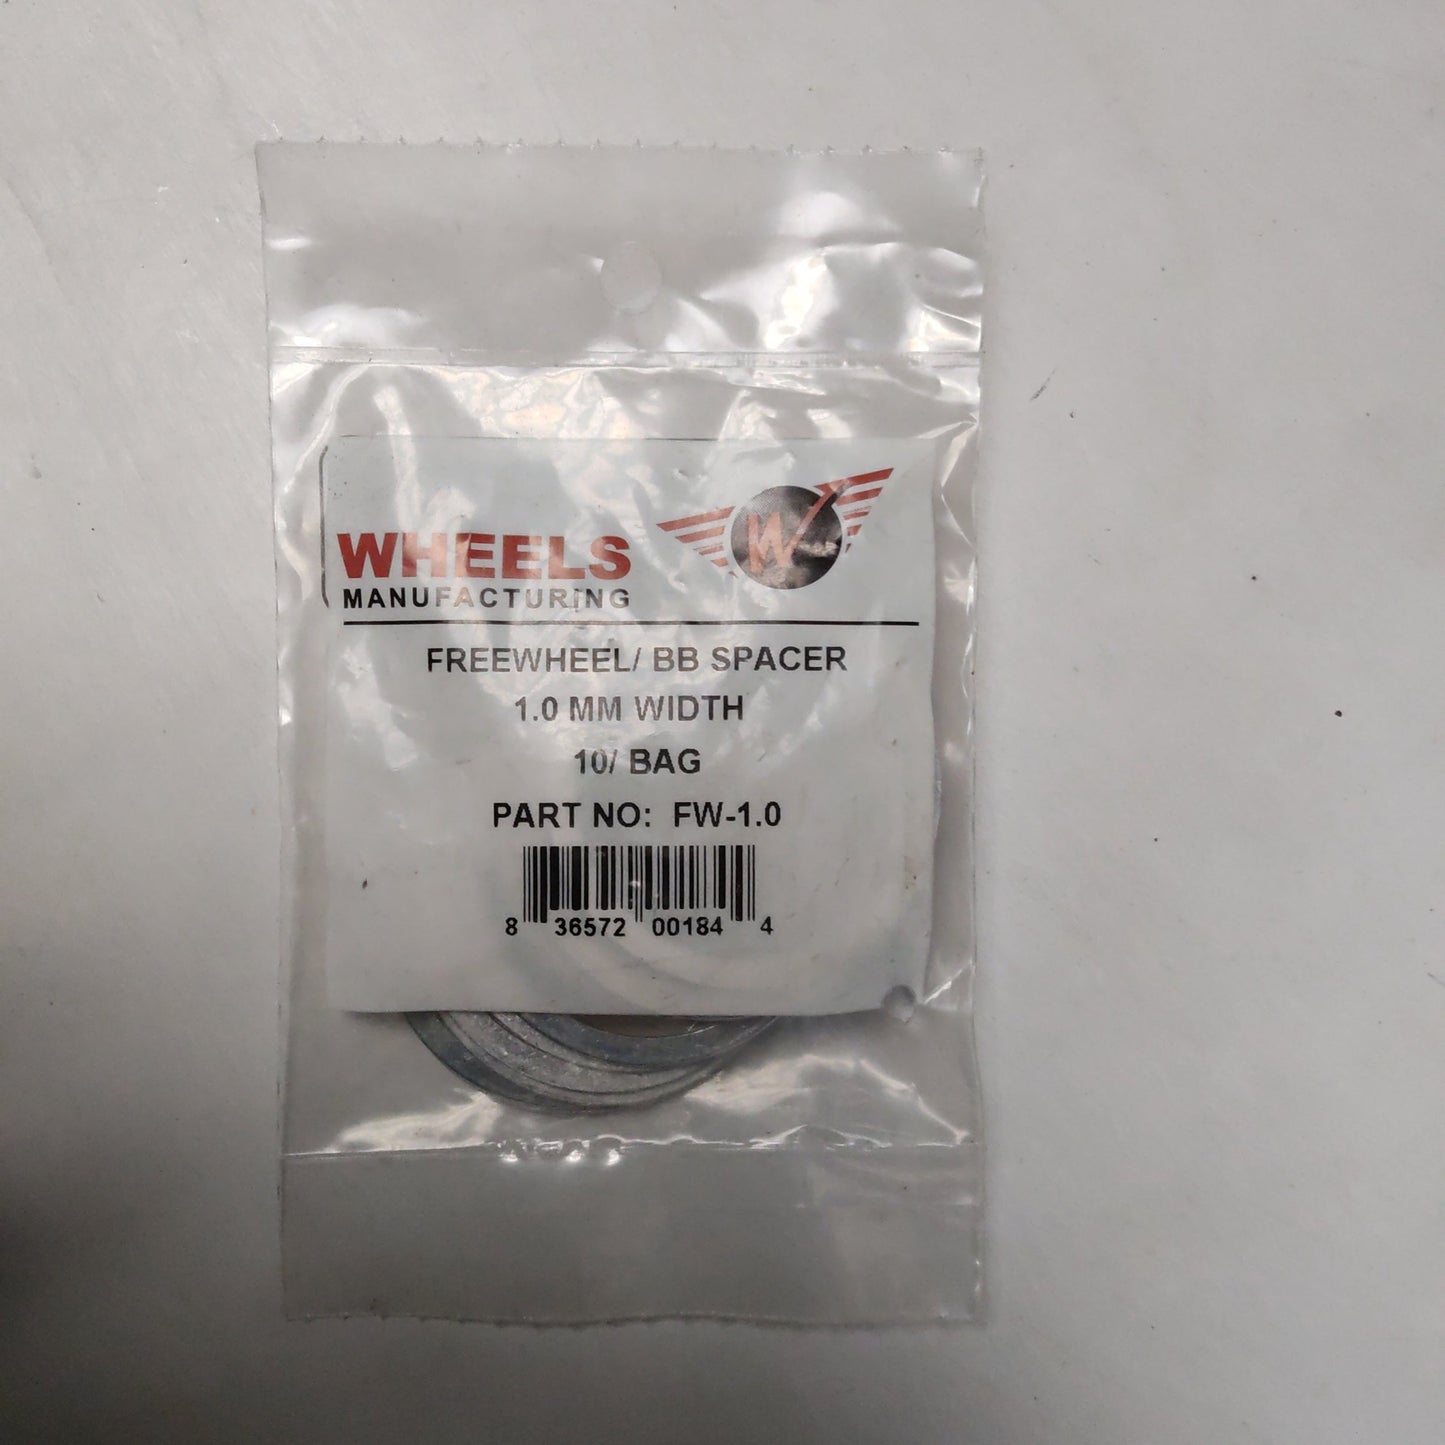 WHEELS
MANUFACTURING
W
FREEWHEEL/ BB SPACER
1.0 MM WIDTH
10/ BAG
PART NO: FW-1.0
8 36572 00184 4